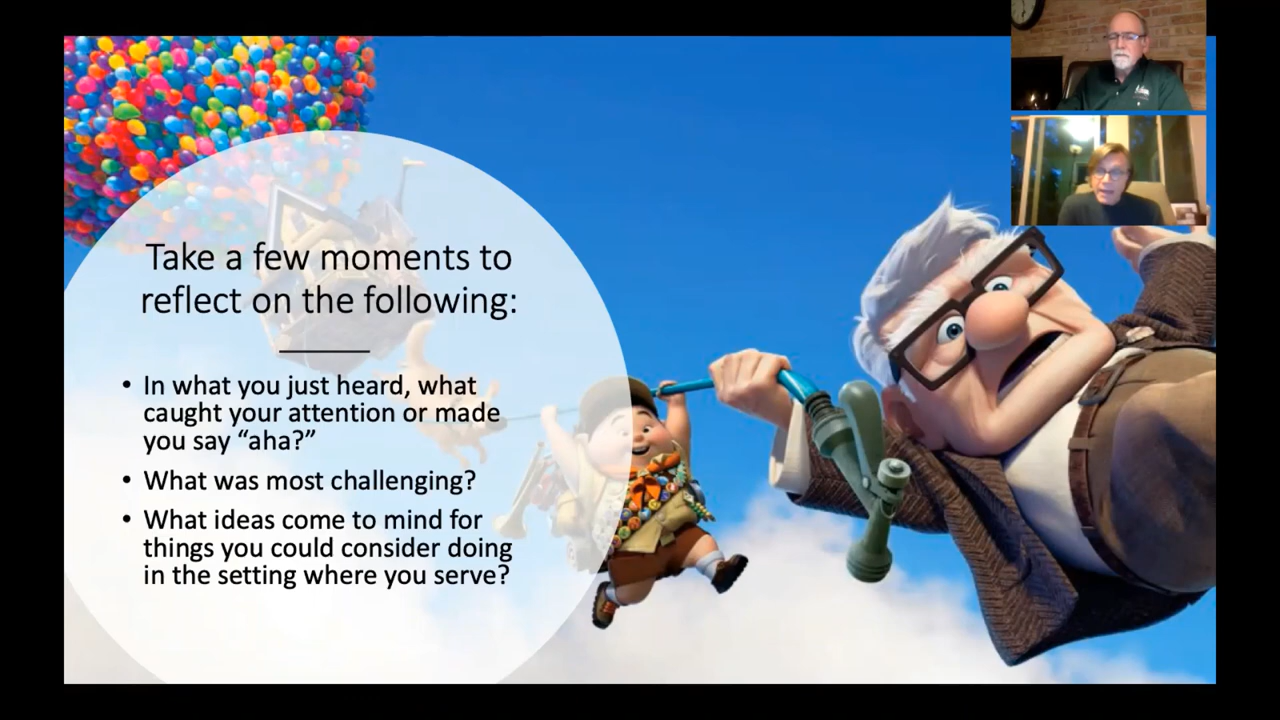 Take a few moments to
reflect on the following:
• In what you just heard, what
caught your attention or made
you say “aha?”
• What was most challenging?
• What ideas come to mind for
things you could consider doing
in the setting where you serve?